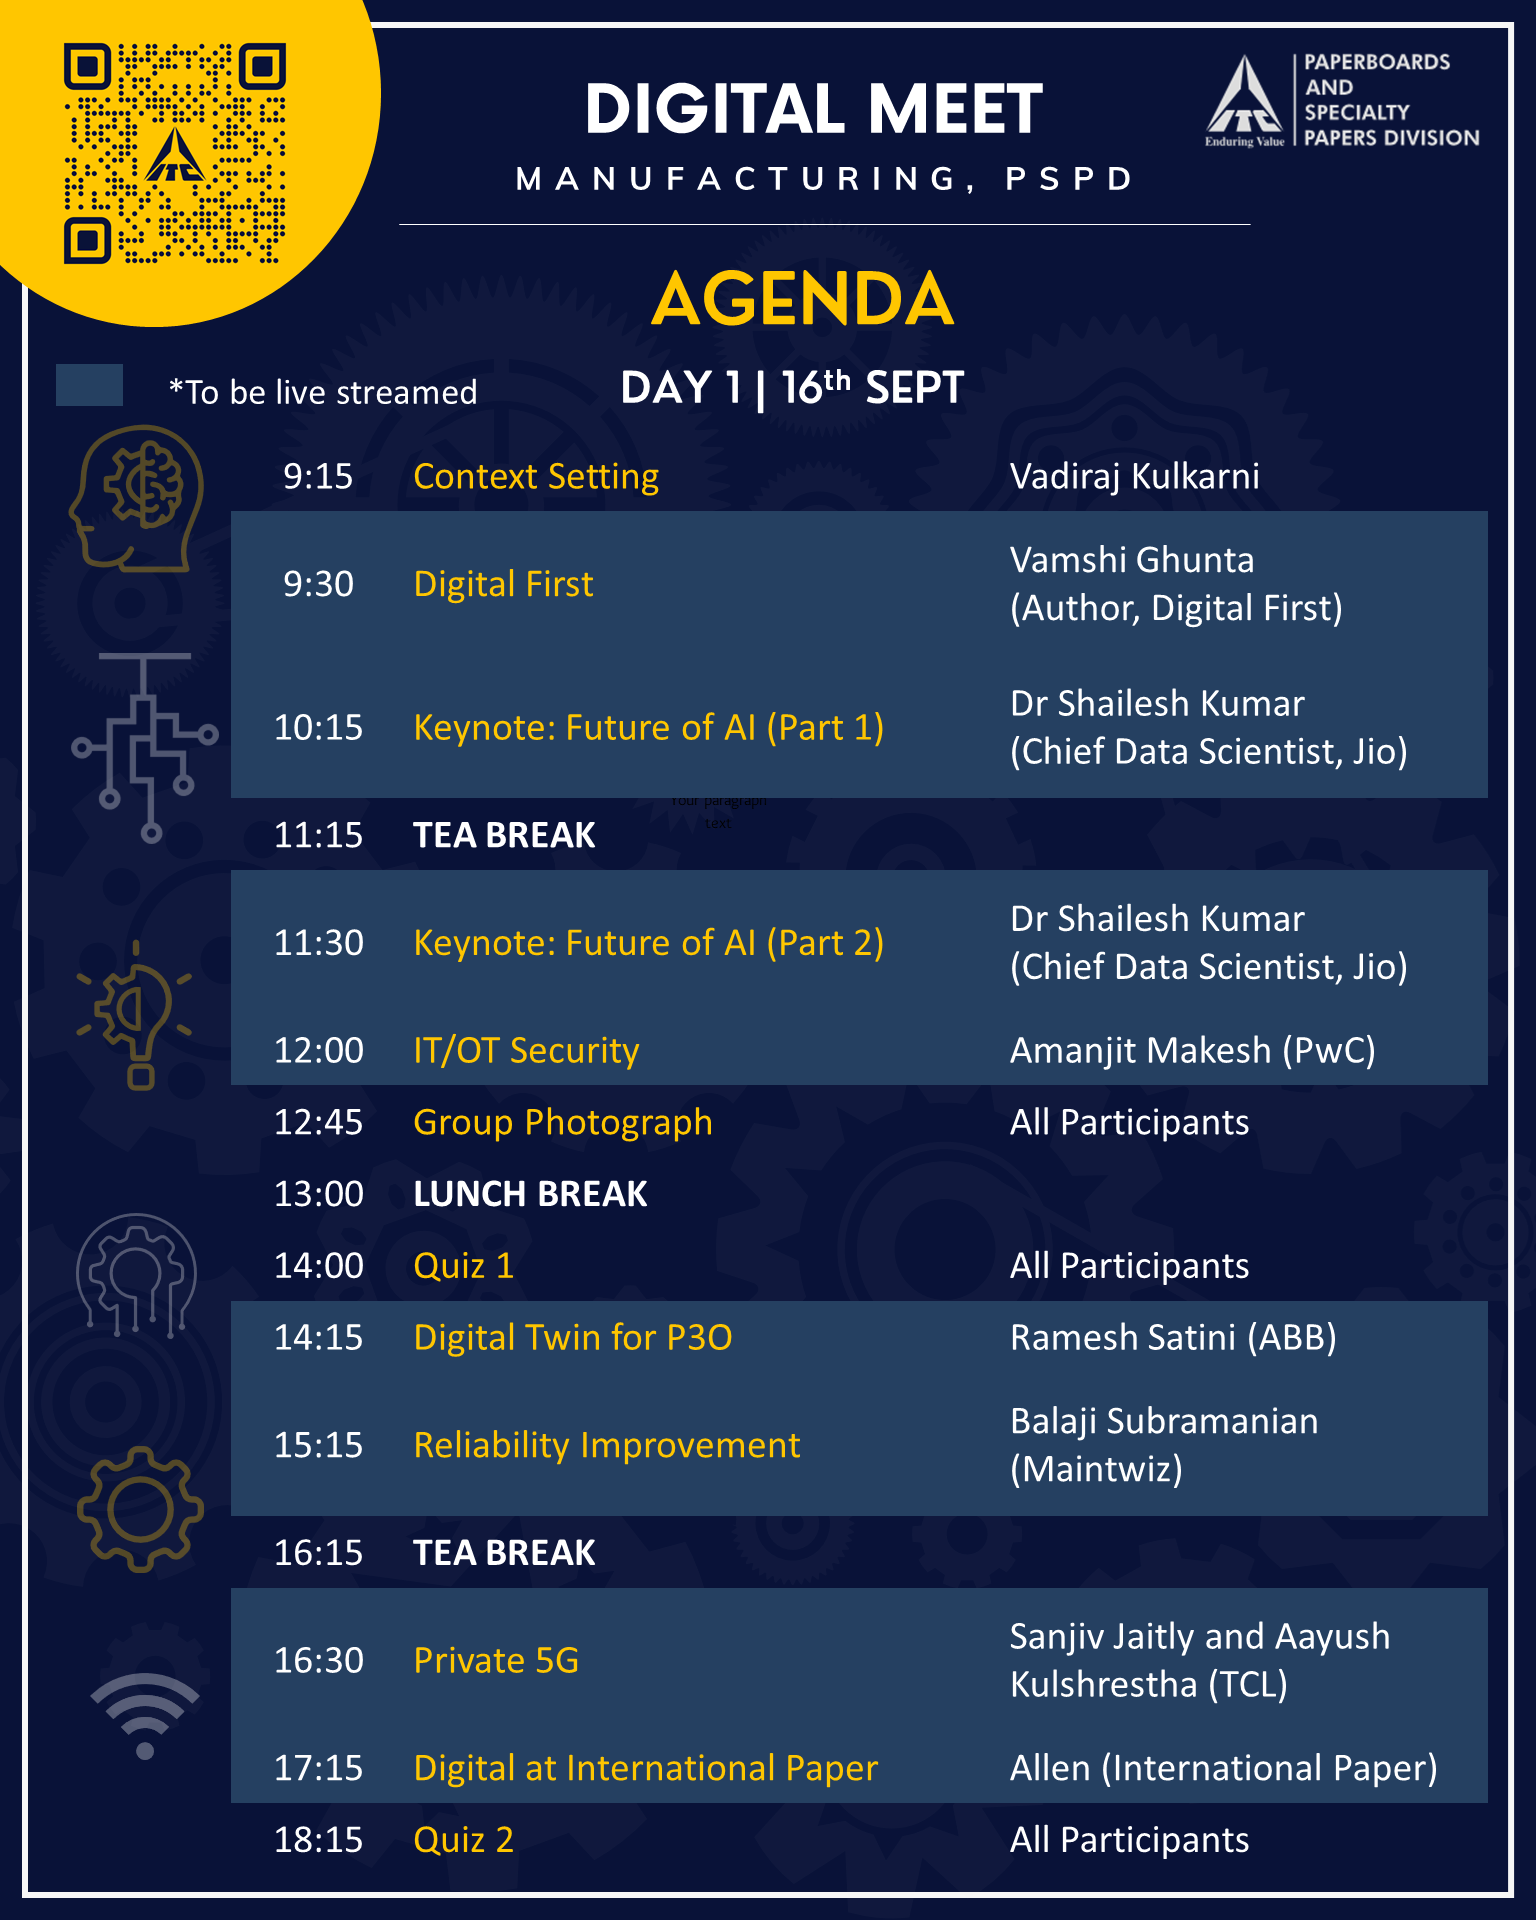 DIGITAL MEET
MANUFACTURING, PSPD
ITC
Enduring Value
PAPERBOARDS
AND
SPECIALTY
PAPERS DIVISION
ITC
AGENDA
*To be live streamed
DAY 1 | 16th SEPT
9:15 Context Setting Vadiraj Kulkarni
9:30 Digital First Vamshi Ghunta
(Author, Digital First)
10:15 Keynote: Future of AI (Part 1) Dr Shailesh Kumar
(Chief Data Scientist, Jio)
Your paragraph
text
11:15 TEA BREAK
11:30 Keynote: Future of AI (Part 2) Dr Shailesh Kumar
(Chief Data Scientist, Jio)
12:00 IT/OT Security Amanjit Makesh (PwC)
12:45 Group Photograph All Participants
13:00 LUNCH BREAK
14:00 Quiz 1 All Participants
14:15 Digital Twin for P3O Ramesh Satini (ABB)
15:15 Reliability Improvement Balaji Subramanian
(Maintwiz)
16:15 TEA BREAK
16:30 Private 5G Sanjiv Jaitly and Aayush
Kulshrestha (TCL)
17:15 Digital at International Paper Allen (International Paper)
18:15 Quiz 2 All Participants